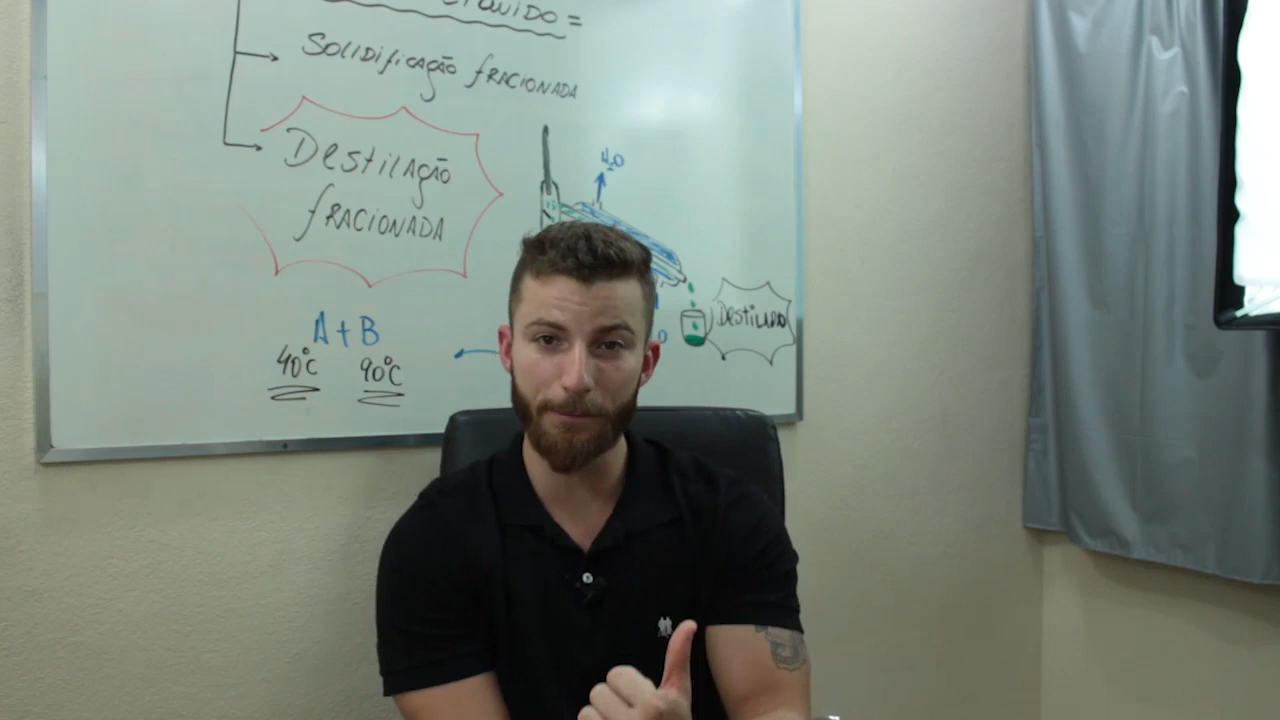 Solidificação fracionada
Destilação
fracionada
H₂O
A + B
40°C 90°C
Destilado